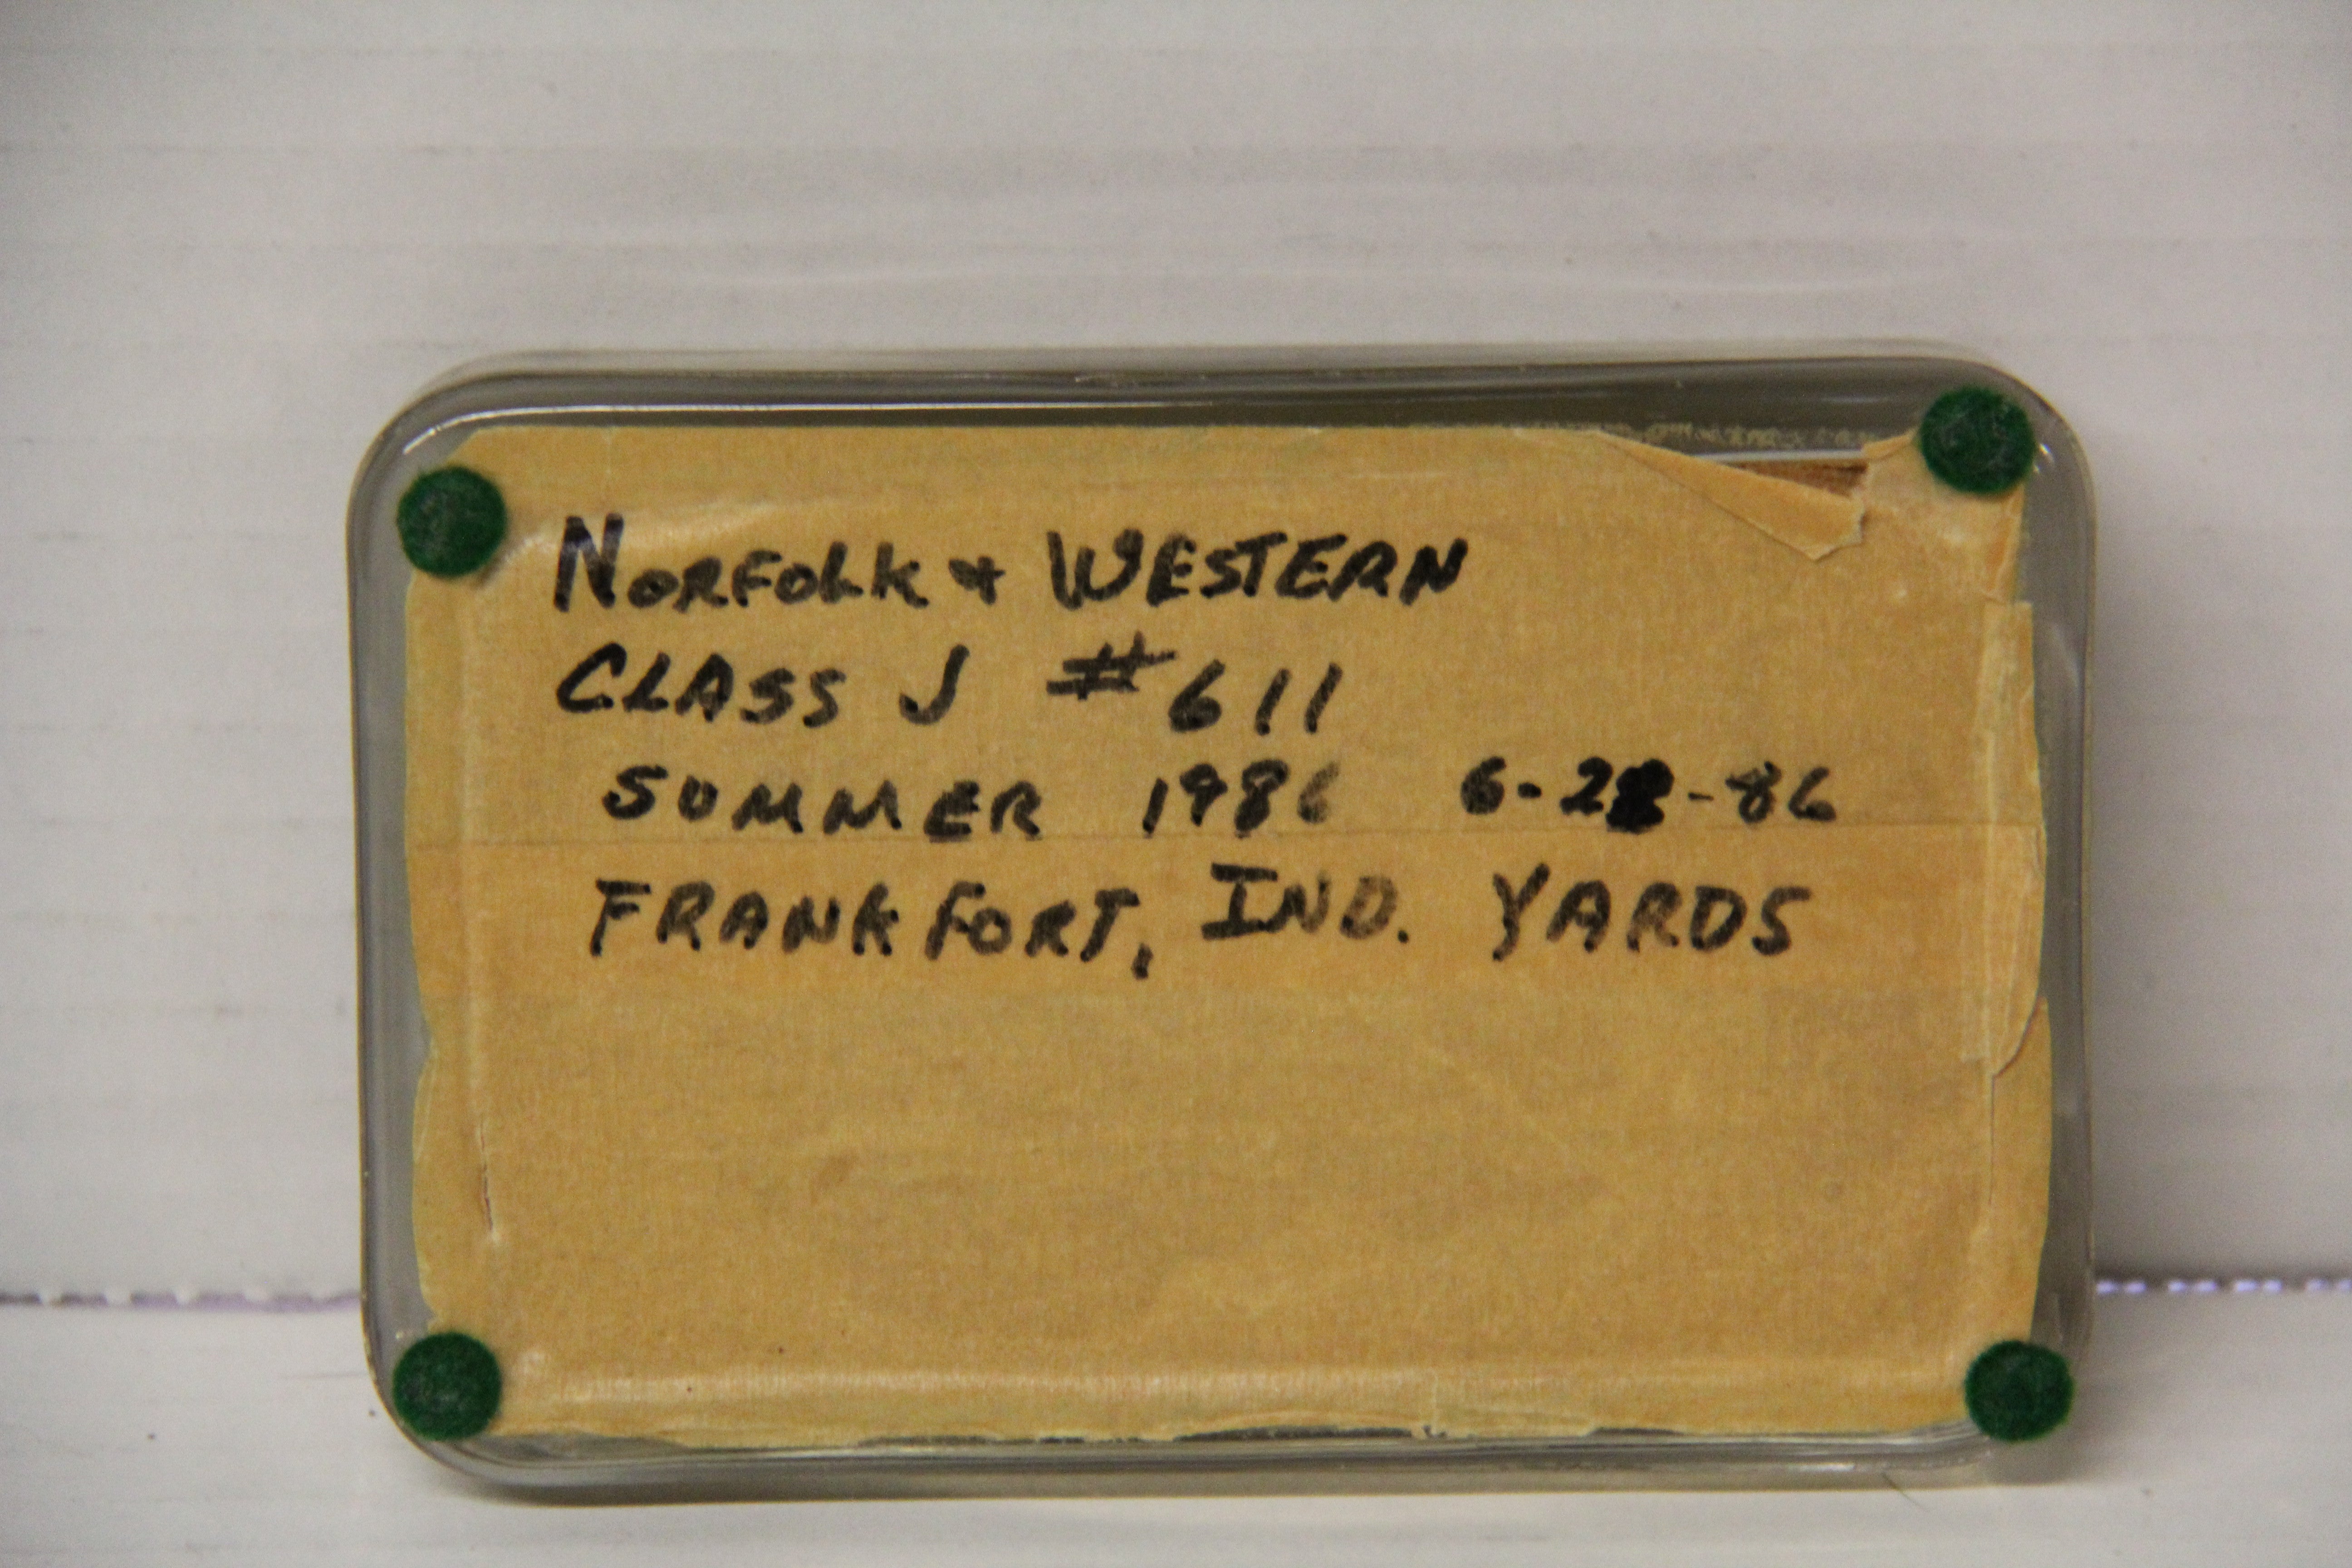 NORFOLK & WESTERN
CLASS J #611
SUMMER 1986 6-28-86
FRANKFORT, IND. YARDS